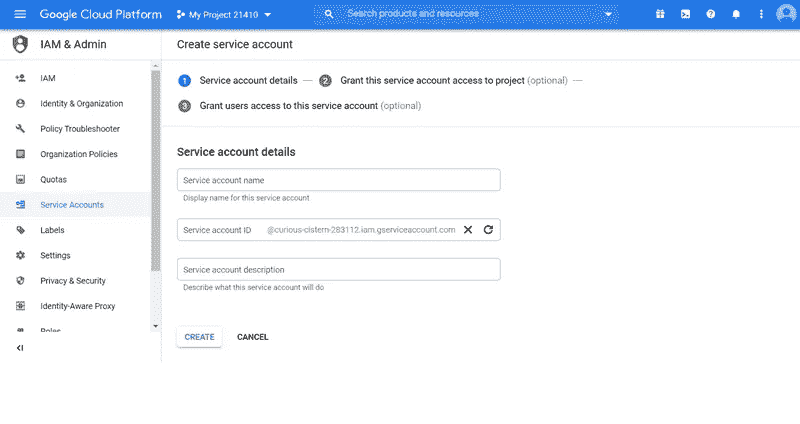 Google Cloud Platform
My Project 21410
Search products and resources
IAM & Admin
Create service account
IAM
Identity & Organization
Policy Troubleshooter
Organization Policies
Quotas
Service Accounts
Labels
Settings
Privacy & Security
Identity-Aware Proxy
Roles
1 Service account details — 2 Grant this service account access to project (optional) —
3 Grant users access to this service account (optional)
Service account details
Service account name
Display name for this service account
Service account ID @curious-cistern-283112.iam.gserviceaccount.com
Service account description
Describe what this service account will do
CREATE CANCEL